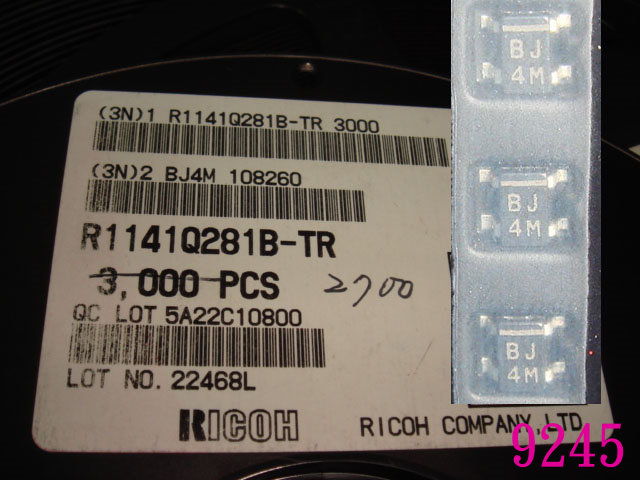 (3N)1 R1141Q281B-TR 3000
(3N)2 BJ4M 108260
R1141Q281B-TR
3,000 PCS 2700
QC LOT 5A22C10800
LOT NO. 22468L
RICOH RICOH COMPANY,LTD
BJ
4M
BJ
4M
BJ
4M
9245